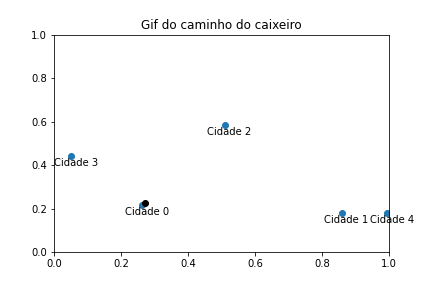 Gif do caminho do caixeiro
1.0
0.8
0.6
Cidade 2
0.4
Cidade 3
0.2
Cidade 0
Cidade 1 Cidade 4
0.0
0.0 0.2 0.4 0.6 0.8 1.0